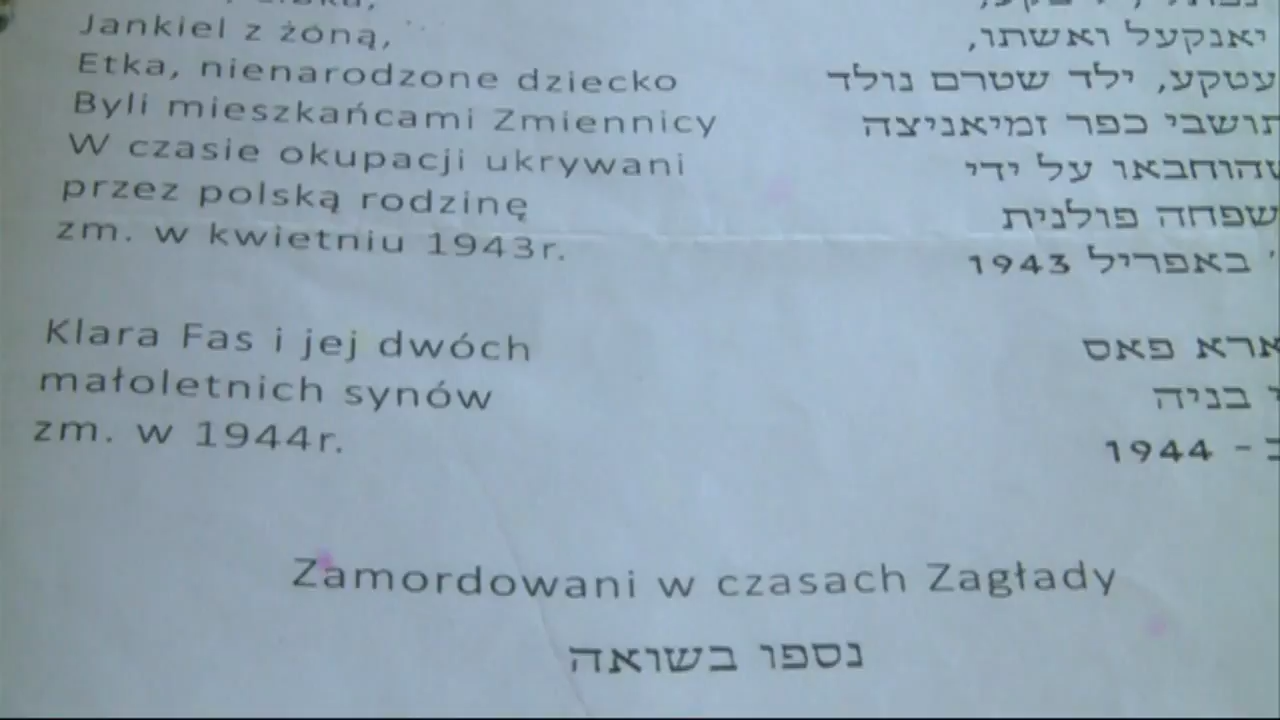 Jankiel z żoną,
Etka, nienarodzone dziecko
Byli mieszkańcami Zmiennicy
W czasie okupacji ukrywani
przez polską rodzinę
zm. w kwietniu 1943r.
Klara Fas i jej dwóch
małoletnich synów
zm. w 1944r.
יאנקעל ואשתו,
עטקע, ילד שטרם נולד
תושבי כפר זמיאניצה
שהוחבאו על ידי
פולנית
באפריל 1943
פאס
בניה
1944
Zamordowani w czasach Zagłady
נספו בשואה